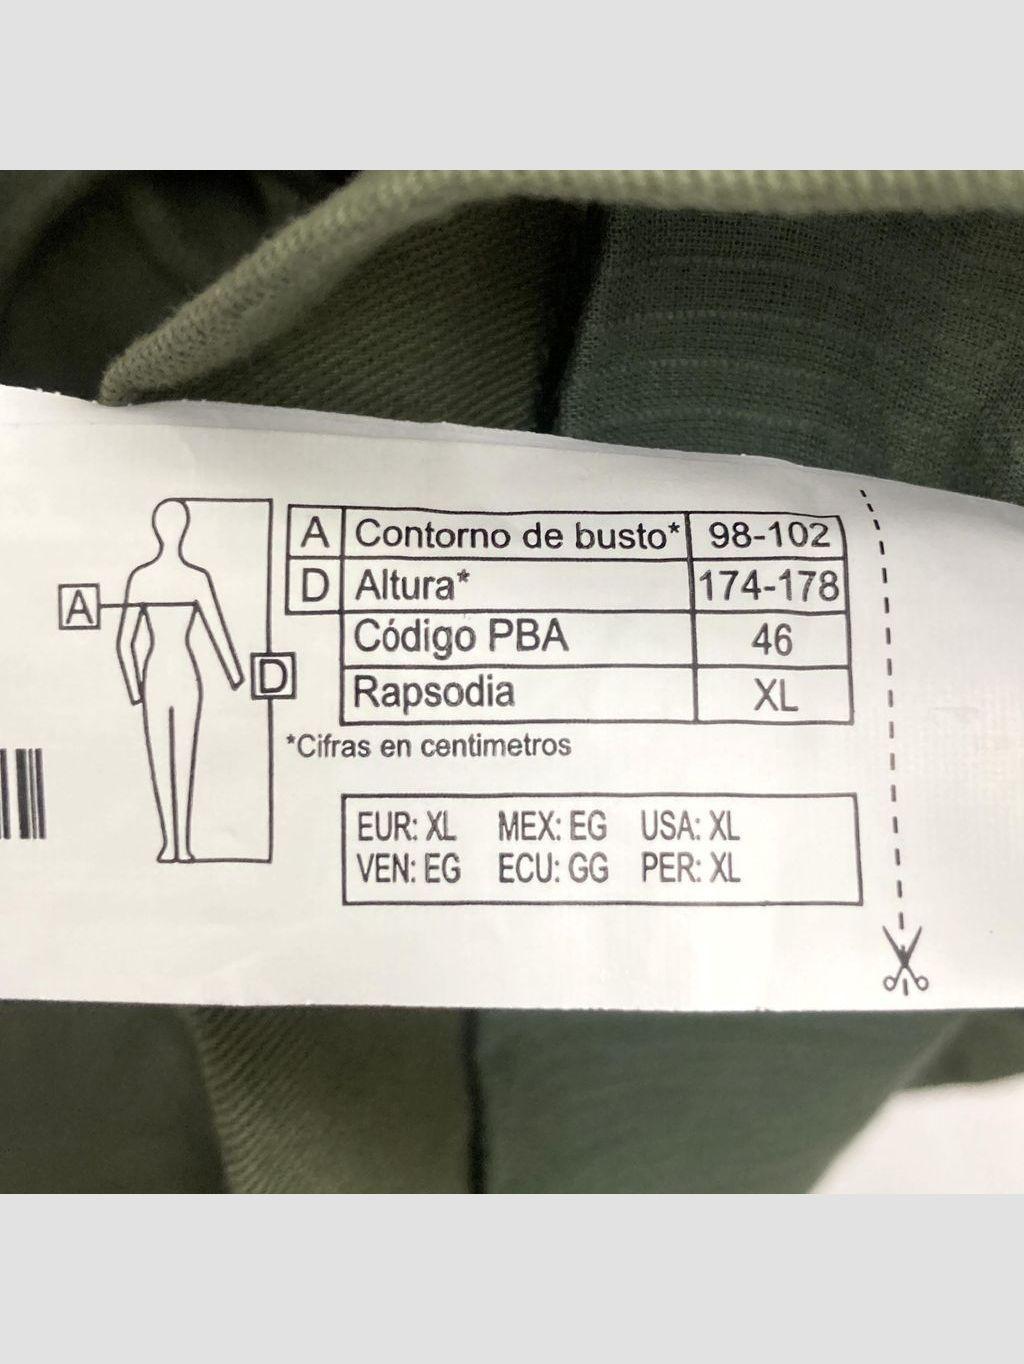 A Contorno de busto* 98-102
D Altura* 174-178
Código PBA 46
Rapsodia XL
*Cifras en centimetros
A
D
EUR: XL MEX: EG USA: XL
VEN: EG ECU: GG PER: XL